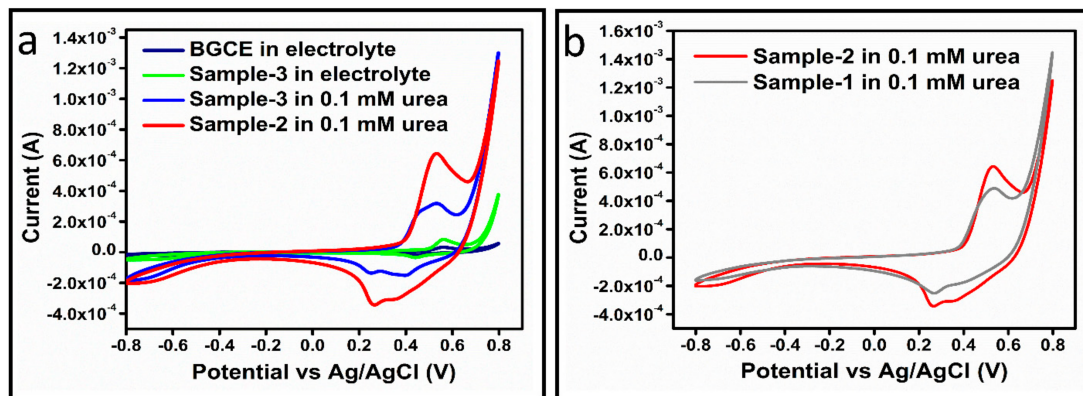 a
BGCE in electrolyte
Sample-3 in electrolyte
Sample-3 in 0.1 mM urea
Sample-2 in 0.1 mM urea
Current (A)
1.4x10⁻³
1.2x10⁻³
1.0x10⁻³
8.0x10⁻⁴
6.0x10⁻⁴
4.0x10⁻⁴
2.0x10⁻⁴
0.0
-2.0x10⁻⁴
-4.0x10⁻⁴
-0.8 -0.6 -0.4 -0.2 0.0 0.2 0.4 0.6 0.8
Potential vs Ag/AgCl (V)
b
Sample-2 in 0.1 mM urea
Sample-1 in 0.1 mM urea
Current (A)
1.6x10⁻³
1.4x10⁻³
1.2x10⁻³
1.0x10⁻³
8.0x10⁻⁴
6.0x10⁻⁴
4.0x10⁻⁴
2.0x10⁻⁴
0.0
-2.0x10⁻⁴
-4.0x10⁻⁴
-0.8 -0.6 -0.4 -0.2 0.0 0.2 0.4 0.6 0.8
Potential vs Ag/AgCl (V)